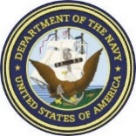 DEPARTMENT OF THE NAVY
UNITED STATES OF AMERICA